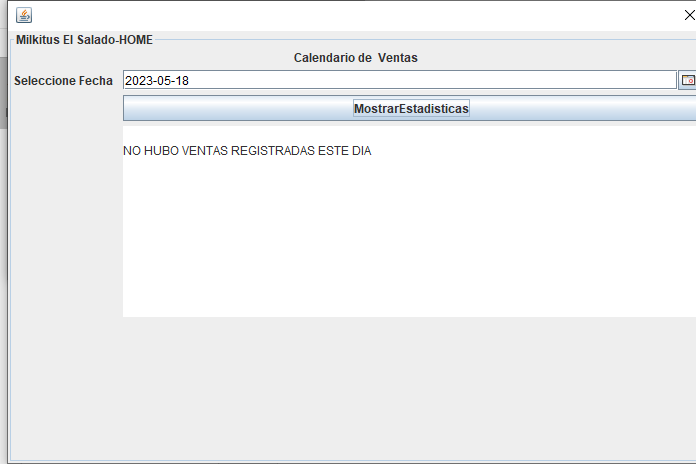 Milkitus El Salado-HOME
Calendario de Ventas
Seleccione Fecha 2023-05-18
MostrarEstadisticas
NO HUBO VENTAS REGISTRADAS ESTE DIA